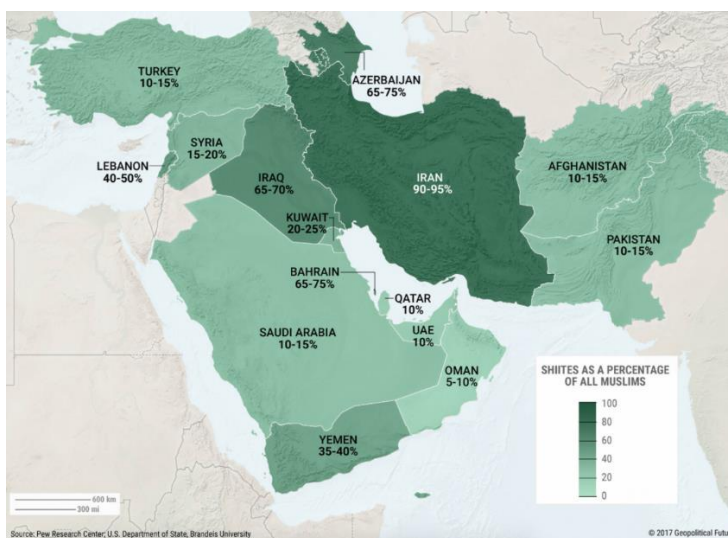 TURKEY
10-15%
AZERBAIJAN
65-75%
SYRIA
15-20%
LEBANON
40-50%
IRAQ
65-70%
IRAN
90-95%
AFGHANISTAN
10-15%
KUWAIT
20-25%
PAKISTAN
10-15%
BAHRAIN
65-75%
QATAR
10%
SAUDI ARABIA
10-15%
UAE
10%
OMAN
5-10%
YEMEN
35-40%
SHIITES AS A PERCENTAGE
OF ALL MUSLIMS
100
80
60
40
20
0
600 km
300 mi
Source: Pew Research Center, U.S. Department of State, Brandeis University
© 2017 Geopolitical Futu